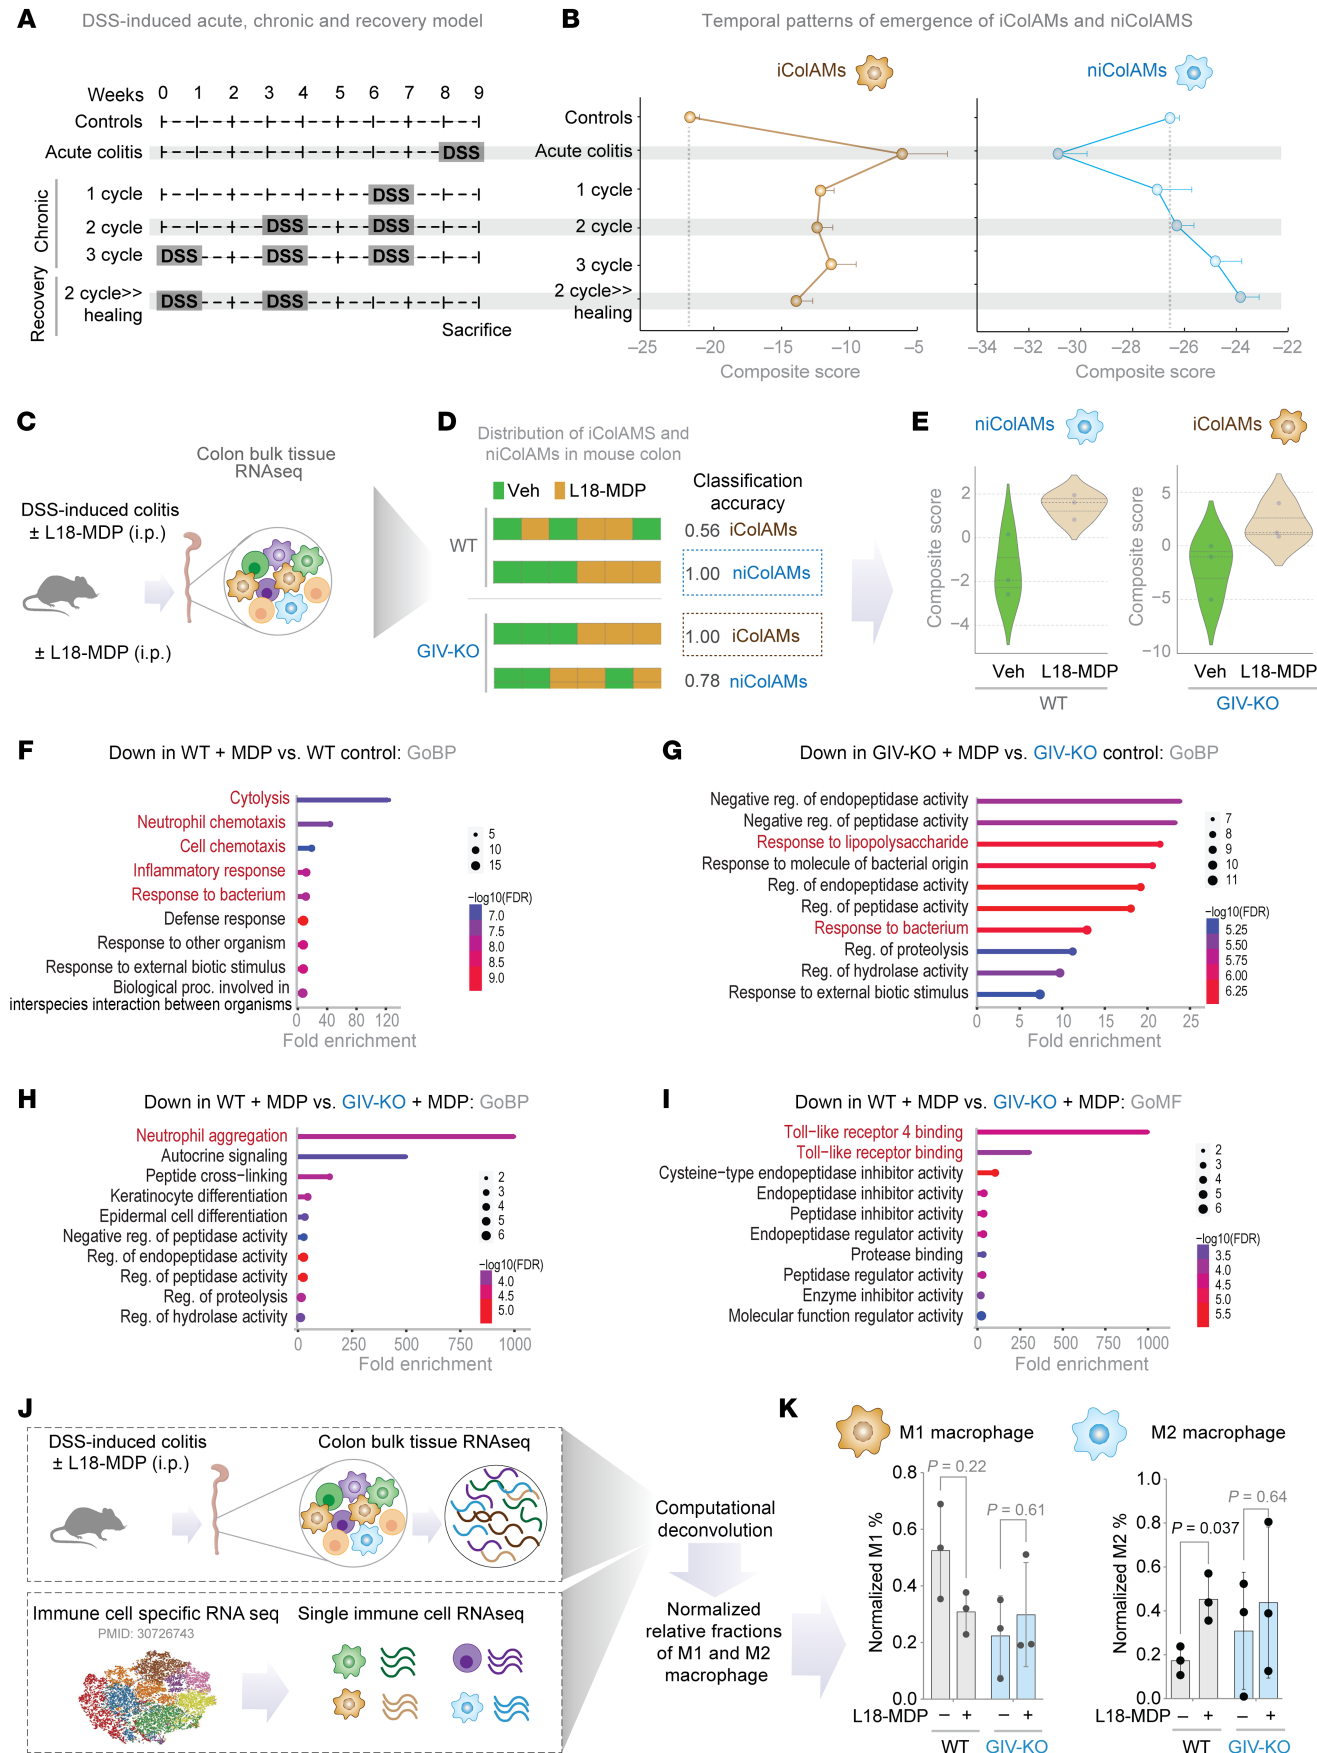 A
DSS-induced acute, chronic and recovery model
Weeks 0 1 2 3 4 5 6 7 8 9
Controls
Acute colitis DSS
Chronic
1 cycle DSS
2 cycle DSS DSS
3 cycle DSS DSS DSS
Recovery
2 cycle>>
healing
DSS DSS
Sacrifice
B
Temporal patterns of emergence of iColAMs and niColAMS
iColAMs niColAMs
Controls
Acute colitis
1 cycle
2 cycle
3 cycle
2 cycle>>
healing
−25 −20 −15 −10 −5
Composite score
−34 −32 −30 −28 −26 −24 −22
Composite score
C
Colon bulk tissue
RNAseq
DSS-induced colitis
± L18-MDP (i.p.)
± L18-MDP (i.p.)
D
Distribution of iColAMS and
niColAMs in mouse colon
Veh L18-MDP
Classification
accuracy
WT
0.56 iColAMs
1.00 niColAMs
GIV-KO
1.00 iColAMs
0.78 niColAMs
E
niColAMs
Composite score
2
0
−2
−4
Veh L18-MDP
WT
iColAMs
Composite score
5
0
−5
−10
Veh L18-MDP
GIV-KO
F
Down in WT + MDP vs. WT control: GoBP
Cytolysis
Neutrophil chemotaxis
Cell chemotaxis
Inflammatory response
Response to bacterium
Defense response
Response to other organism
Response to external biotic stimulus
Biological proc. involved in
interspecies interaction between organisms
0 40 80 120
Fold enrichment
5
10
15
−log10(FDR)
7.0
7.5
8.0
8.5
9.0
G
Down in GIV-KO + MDP vs. GIV-KO control: GoBP
Negative reg. of endopeptidase activity
Negative reg. of peptidase activity
Response to lipopolysaccharide
Response to molecule of bacterial origin
Reg. of endopeptidase activity
Reg. of peptidase activity
Response to bacterium
Reg. of proteolysis
Reg. of hydrolase activity
Response to external biotic stimulus
0 5 10 15 20 25
Fold enrichment
7
8
9
10
11
−log10(FDR)
5.25
5.50
5.75
6.00
6.25
H
Down in WT + MDP vs. GIV-KO + MDP: GoBP
Neutrophil aggregation
Autocrine signaling
Peptide cross−linking
Keratinocyte differentiation
Epidermal cell differentiation
Negative reg. of peptidase activity
Reg. of endopeptidase activity
Reg. of peptidase activity
Reg. of proteolysis
Reg. of hydrolase activity
0 250 500 750 1000
Fold enrichment
2
3
4
5
6
−log10(FDR)
4.0
4.5
5.0
I
Down in WT + MDP vs. GIV-KO + MDP: GoMF
Toll−like receptor 4 binding
Toll−like receptor binding
Cysteine−type endopeptidase inhibitor activity
Endopeptidase inhibitor activity
Peptidase inhibitor activity
Endopeptidase regulator activity
Protease binding
Peptidase regulator activity
Enzyme inhibitor activity
Molecular function regulator activity
0 250 500 750 1000
Fold enrichment
2
3
4
5
6
−log10(FDR)
3.5
4.0
4.5
5.0
5.5
J
DSS-induced colitis
± L18-MDP (i.p.)
Colon bulk tissue RNAseq
Immune cell specific RNA seq
PMID: 30726743
Single immune cell RNAseq
Computational
deconvolution
Normalized
relative fractions
of M1 and M2
macrophage
K
M1 macrophage
Normalized M1 %
0.8
0.6
0.4
0.2
0.0
P = 0.22
P = 0.61
L18-MDP − + − +
WT GIV-KO
M2 macrophage
Normalized M2 %
1.0
0.8
0.6
0.4
0.2
0.0
P = 0.037
P = 0.64
L18-MDP − + − +
WT GIV-KO